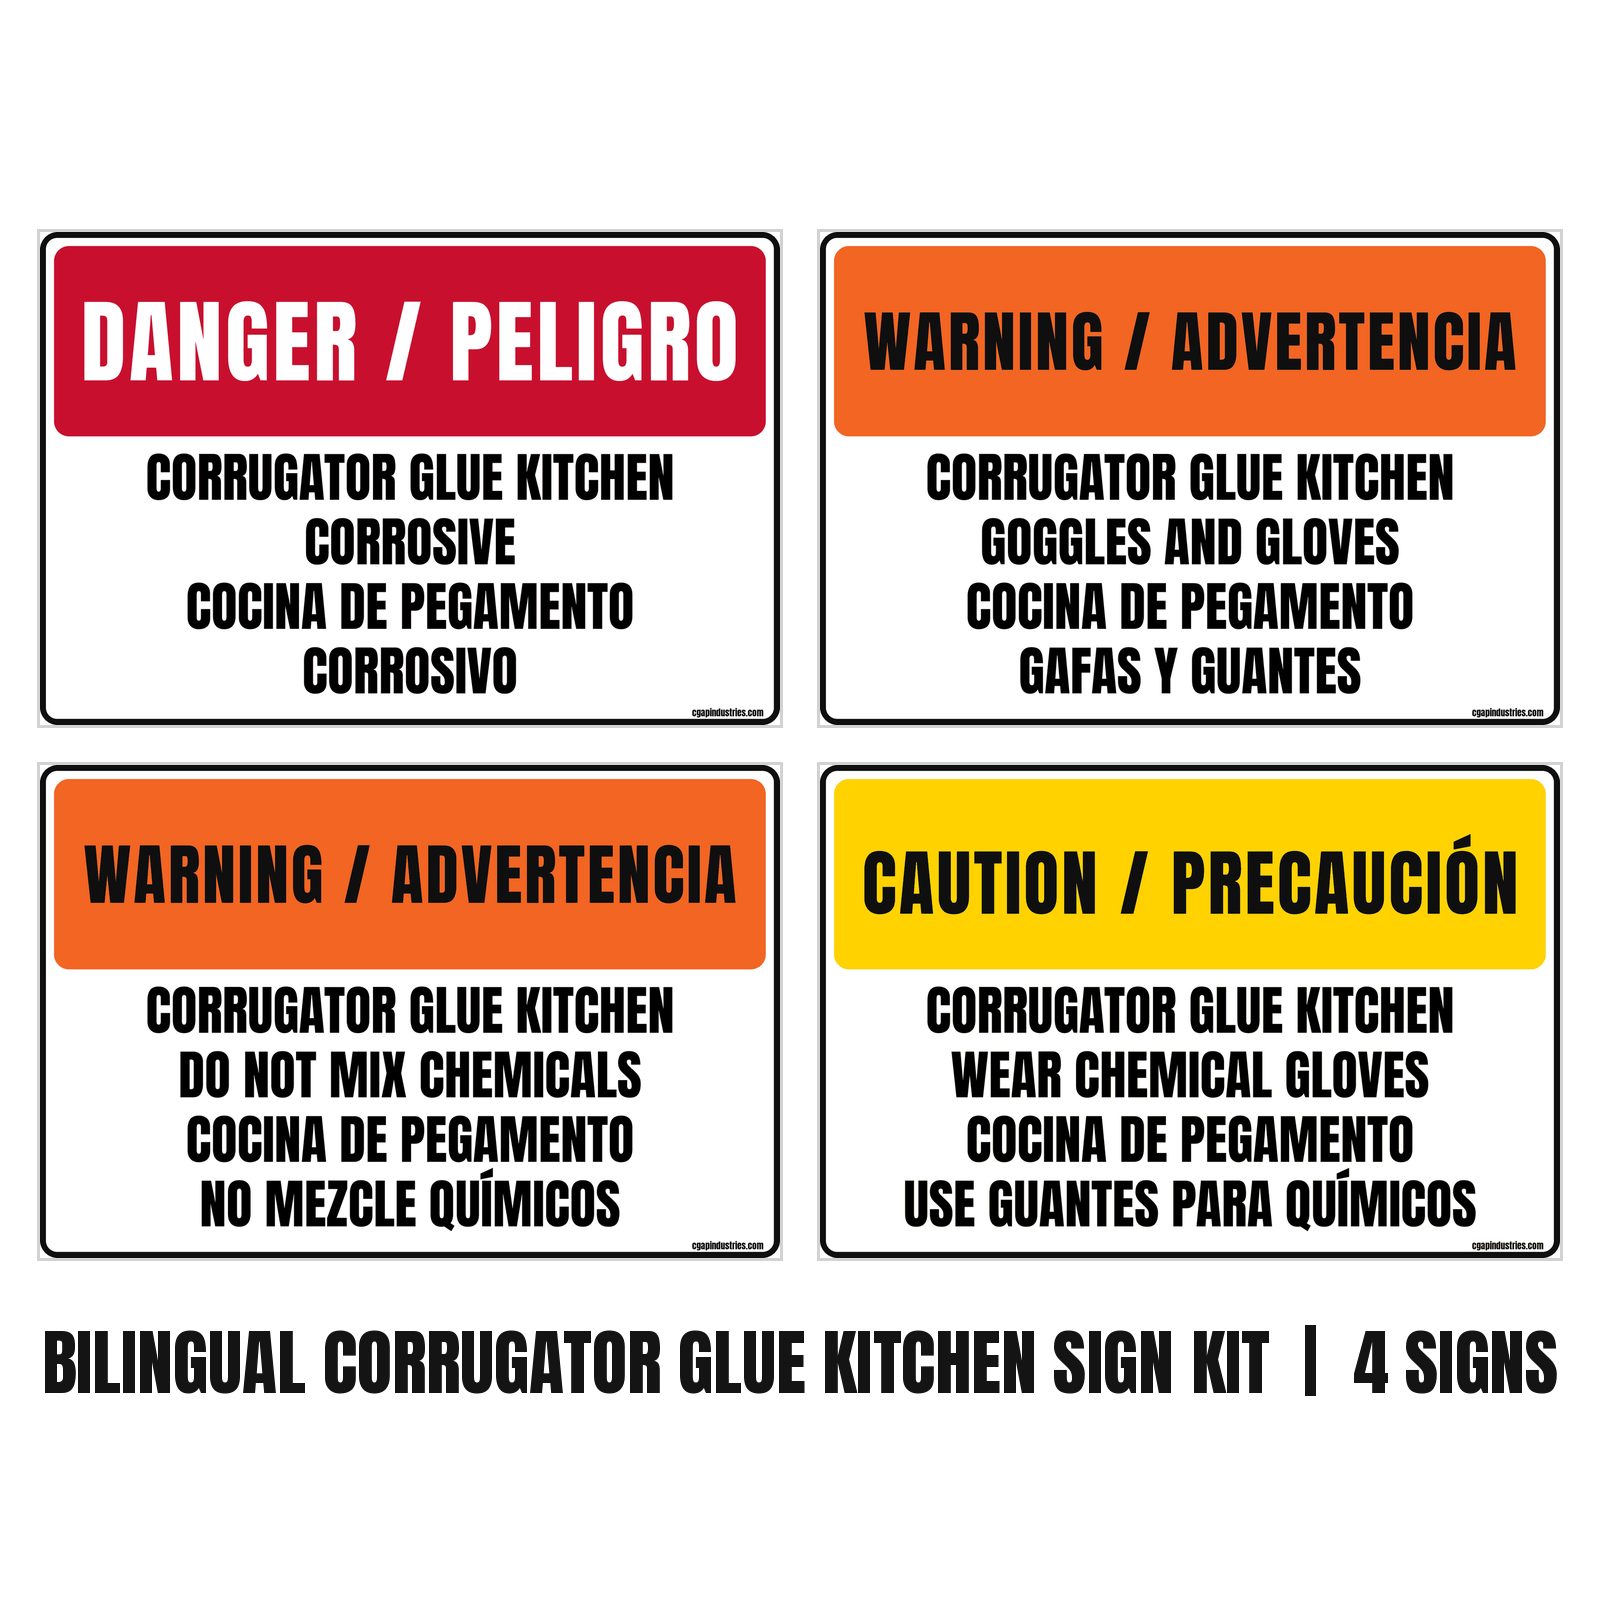 DANGER / PELIGRO
CORRUGATOR GLUE KITCHEN
CORROSIVE
COCINA DE PEGAMENTO
CORROSIVO
cgapindustries.com
WARNING / ADVERTENCIA
CORRUGATOR GLUE KITCHEN
GOGGLES AND GLOVES
COCINA DE PEGAMENTO
GAFAS Y GUANTES
cgapindustries.com
WARNING / ADVERTENCIA
CORRUGATOR GLUE KITCHEN
DO NOT MIX CHEMICALS
COCINA DE PEGAMENTO
NO MEZCLE QUÍMICOS
cgapindustries.com
CAUTION / PRECAUCIÓN
CORRUGATOR GLUE KITCHEN
WEAR CHEMICAL GLOVES
COCINA DE PEGAMENTO
USE GUANTES PARA QUÍMICOS
cgapindustries.com
BILINGUAL CORRUGATOR GLUE KITCHEN SIGN KIT | 4 SIGNS